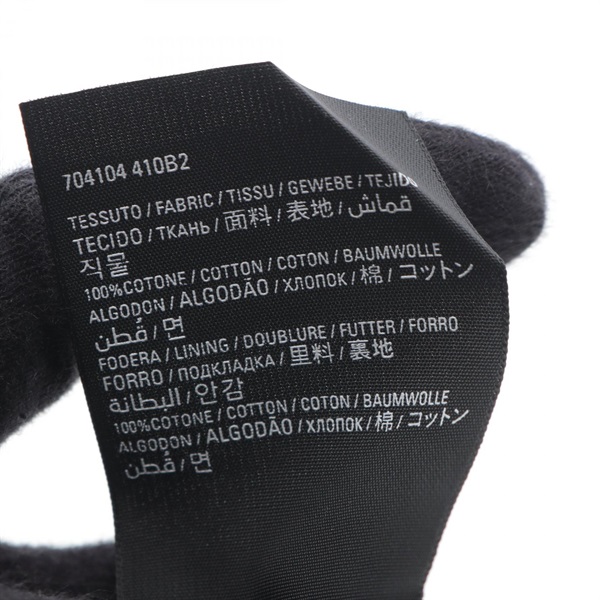 704104 410B2
TESSUTO / FABRIC / TISSU / GEWEBE / TEJIDO
TECIDO / ТКАНЬ / 面料 / 表地 / قماش /
직물
100%COTONE / COTTON / COTON / BAUMWOLLE
ALGODON / ALGODÃO / ХЛОПОК / 棉 / コットン
قُطن / 면
FODERA / LINING / DOUBLURE / FUTTER / FORRO
FORRO / ПОДКЛАДКА / 里料 / 裏地
البطانة / 안감
100%COTONE / COTTON / COTON / BAUMWOLLE
ALGODON / ALGODÃO / ХЛОПОК / 棉 / コットン
قُطن / 면